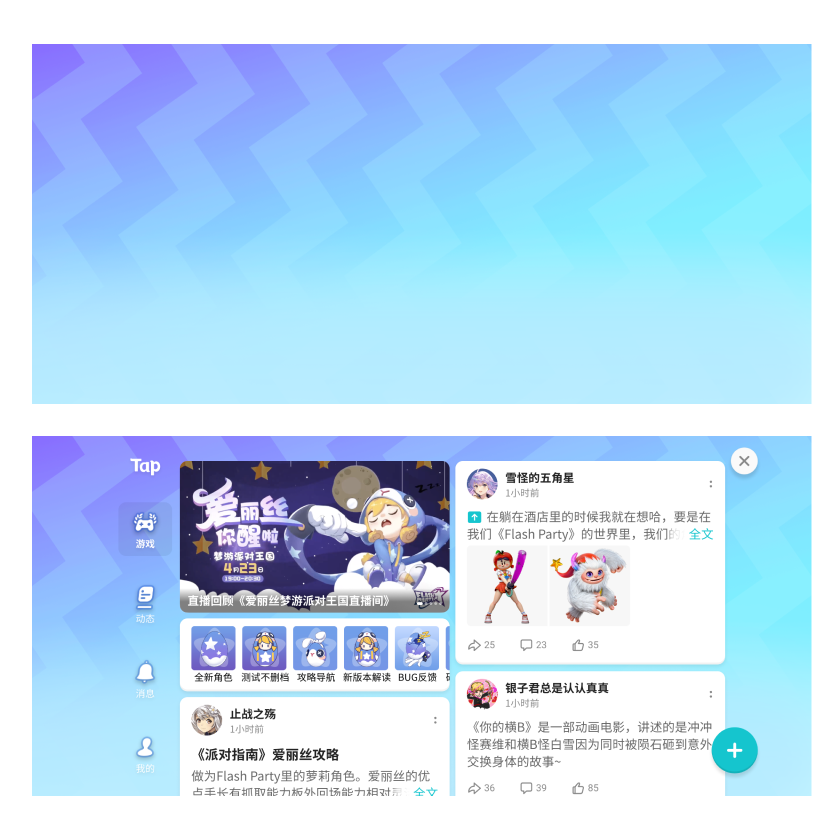 Tap
游戏
动态
消息
我的
爱丽丝
你醒啦
梦游派对王国
4月23日
19:00-20:30
zzz
直播回顾《爱丽丝梦游派对王国直播间》
全新角色
测试不删档
攻略导航
新版本解读
BUG反馈
止战之殇
1小时前
《派对指南》爱丽丝攻略
做为Flash Party里的萝莉角色。爱丽丝的优
点手长有抓取能力板外回场能力相对 全文
雪怪的五角星
1小时前
在躺在酒店里的时候我就在想哈，要是在
我们《Flash Party》的世界里，我们的 全文
25
23
35
银子君总是认认真真
1小时前
《你的横B》是一部动画电影，讲述的是冲冲
怪赛维和横B怪白雪因为同时被陨石砸到意外
交换身体的故事~
36
39
85